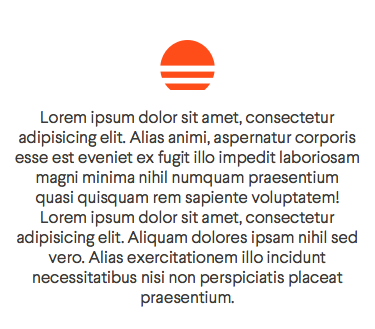 Lorem ipsum dolor sit amet, consectetur
adipisicing elit. Alias animi, aspernatur corporis
esse est eveniet ex fugit illo impedit laboriosam
magni minima nihil numquam praesentium
quasi quisquam rem sapiente voluptatem!
Lorem ipsum dolor sit amet, consectetur
adipisicing elit. Aliquam dolores ipsam nihil sed
vero. Alias exercitationem illo incidunt
necessitatibus nisi non perspiciatis placeat
praesentium.